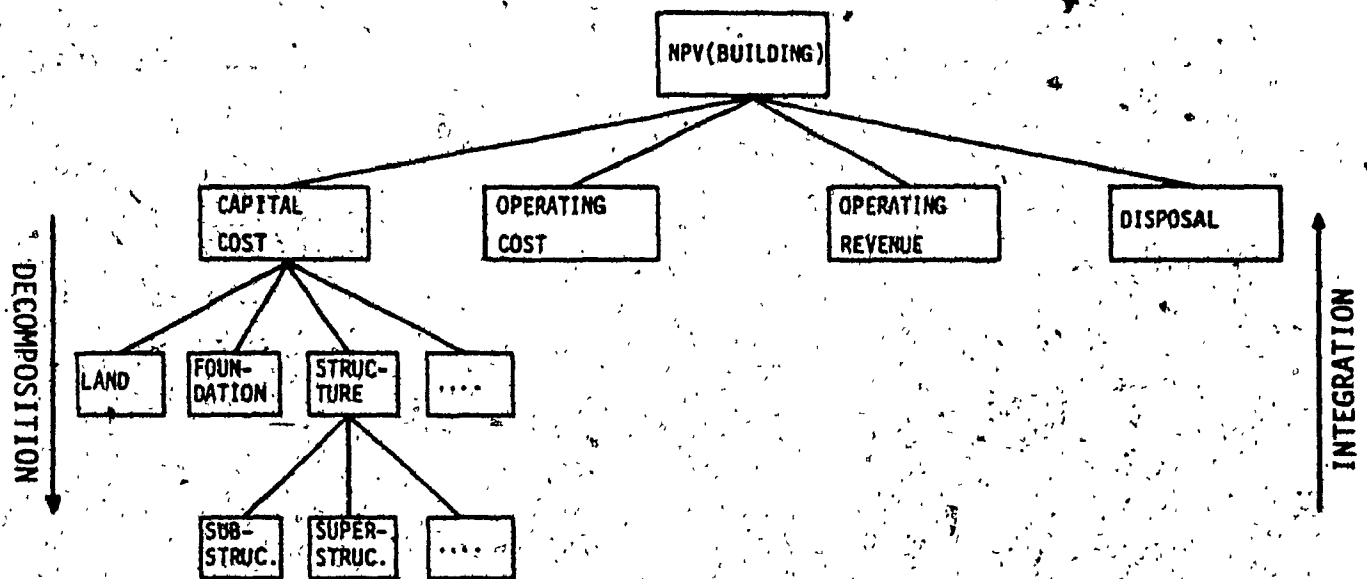 NPV(BUILDING)
CAPITAL
COST
OPERATING
COST
OPERATING
REVENUE
DISPOSAL
DECOMPOSITION
INTEGRATION
LAND
FOUN-
DATION
STRUC-
TURE
....
SUB-
STRUC.
SUPER-
STRUC.
....